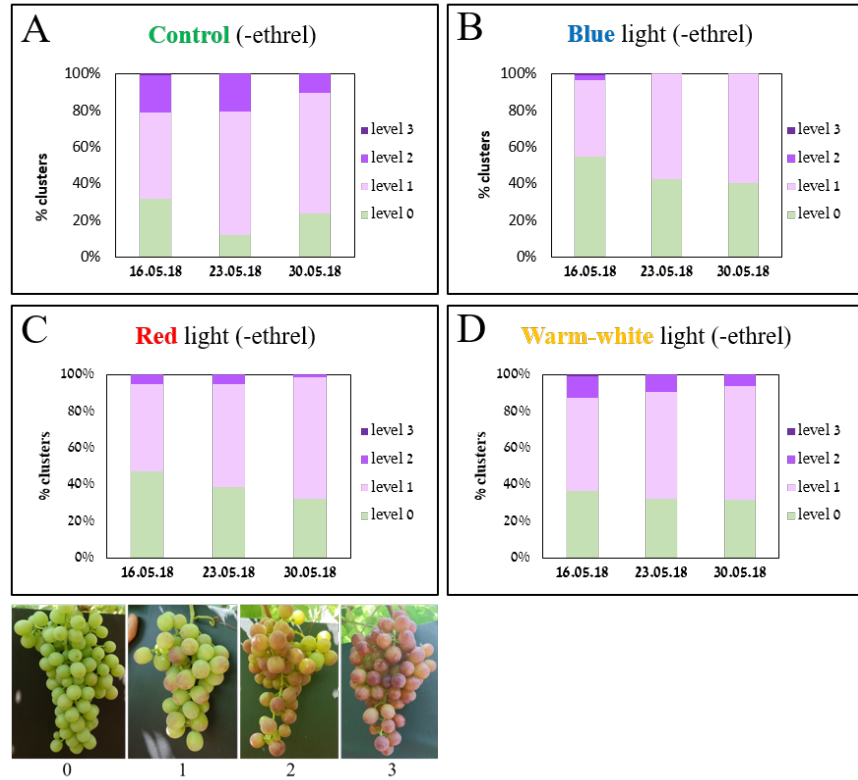 A
Control (-ethrel)
100%
80%
60%
40%
20%
0%
% clusters
16.05.18 23.05.18 30.05.18
level 3
level 2
level 1
level 0
B
Blue light (-ethrel)
100%
80%
60%
40%
20%
0%
% clusters
16.05.18 23.05.18 30.05.18
level 3
level 2
level 1
level 0
C
Red light (-ethrel)
100%
80%
60%
40%
20%
0%
% clusters
16.05.18 23.05.18 30.05.18
level 3
level 2
level 1
level 0
D
Warm-white light (-ethrel)
100%
80%
60%
40%
20%
0%
% clusters
16.05.18 23.05.18 30.05.18
level 3
level 2
level 1
level 0
0 1 2 3